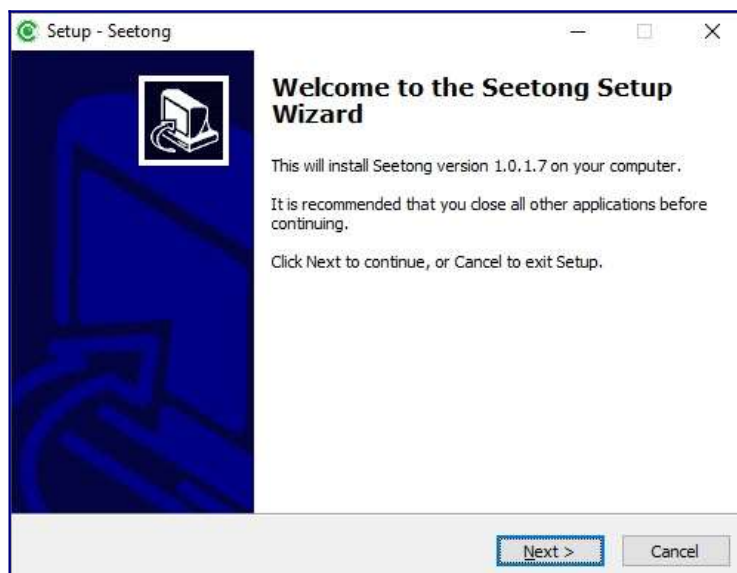 Setup - Seetong
Welcome to the Seetong Setup
Wizard
This will install Seetong version 1.0.1.7 on your computer.
It is recommended that you close all other applications before
continuing.
Click Next to continue, or Cancel to exit Setup.
Next >
Cancel